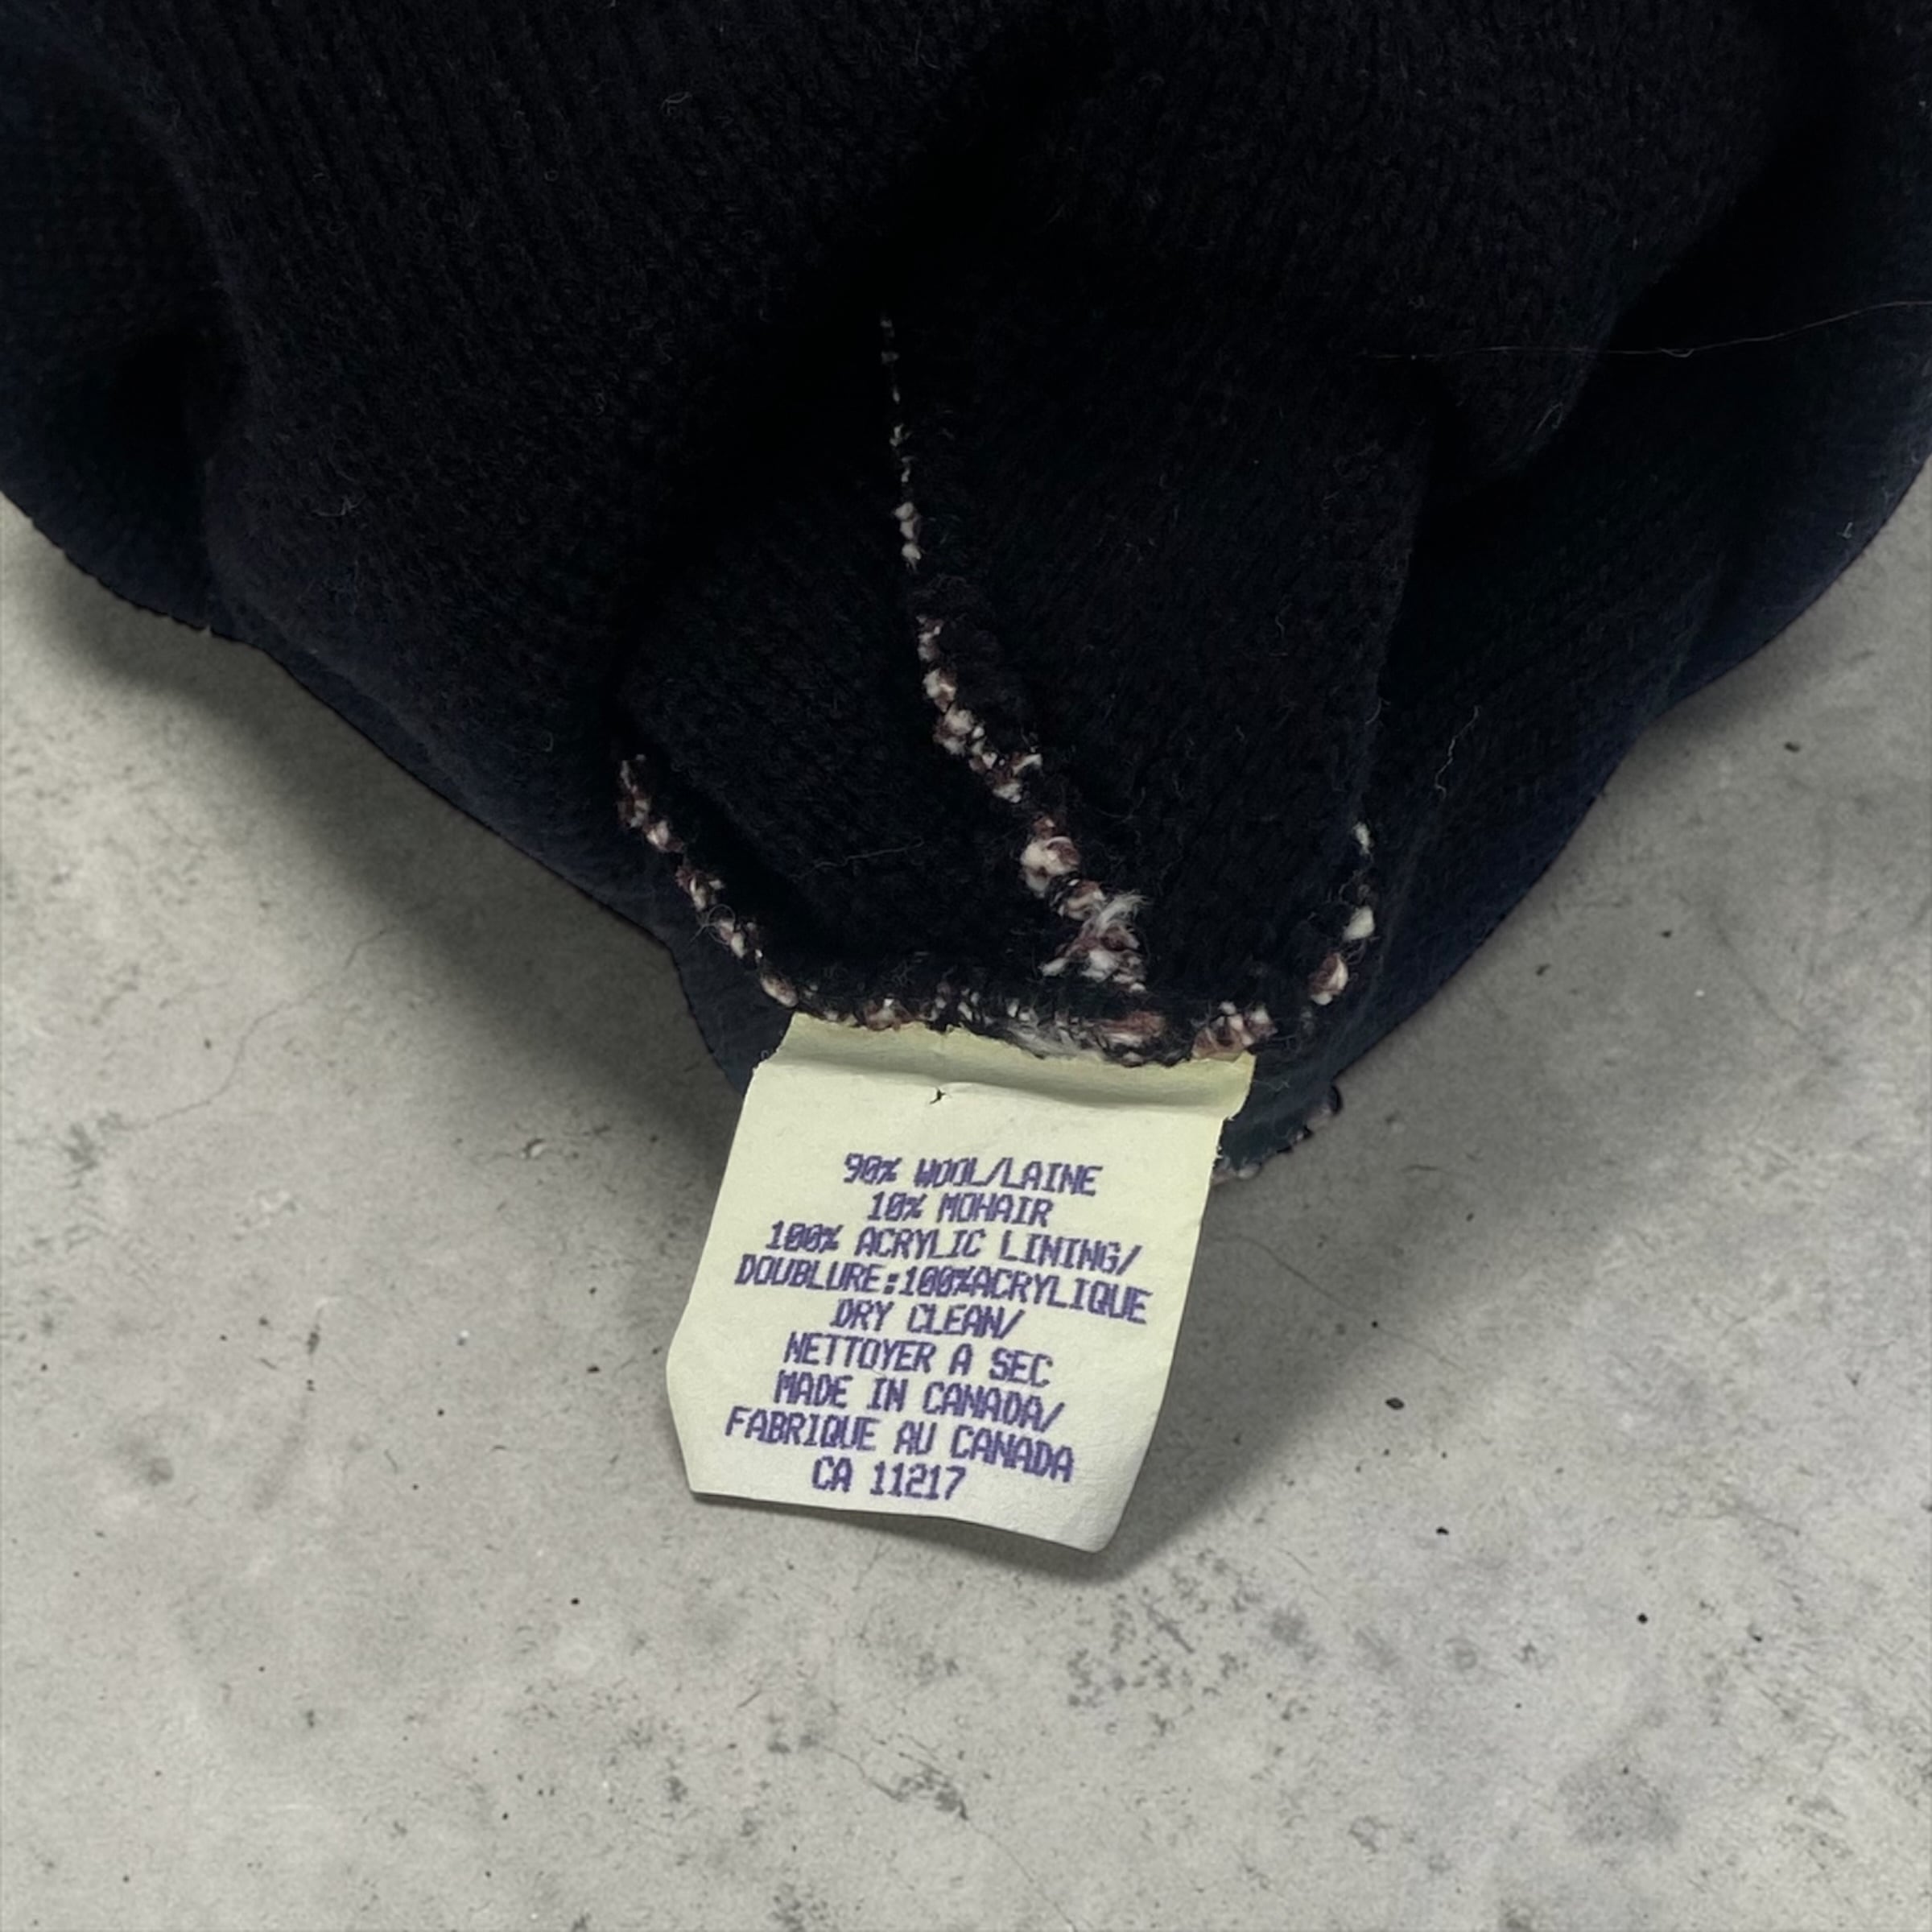 90% WOOL/LAINE
10% MOHAIR
100% ACRYLIC LINING/
DOUBLURE:100%ACRYLIQUE
DRY CLEAN/
NETTOYER A SEC
MADE IN CANADA/
FABRIQUE AU CANADA
CA 11217